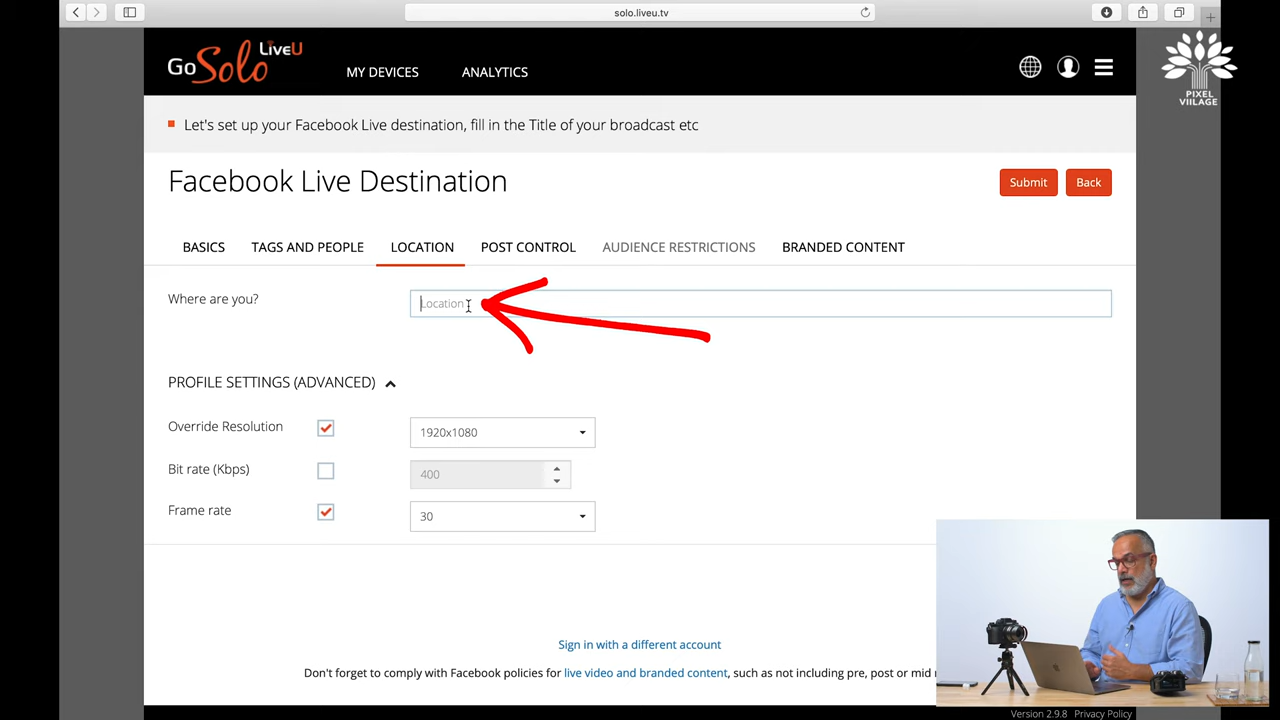 solo.liveu.tv
Go Solo LiveU
MY DEVICES
ANALYTICS
PIXEL
VIILAGE
Let's set up your Facebook Live destination, fill in the Title of your broadcast etc
Facebook Live Destination
Submit
Back
BASICS
TAGS AND PEOPLE
LOCATION
POST CONTROL
AUDIENCE RESTRICTIONS
BRANDED CONTENT
Where are you?
Location
PROFILE SETTINGS (ADVANCED)
Override Resolution
1920x1080
Bit rate (Kbps)
400
Frame rate
30
Sign in with a different account
Don't forget to comply with Facebook policies for live video and branded content, such as not including pre, post or mid
Version 2.9.8 Privacy Policy